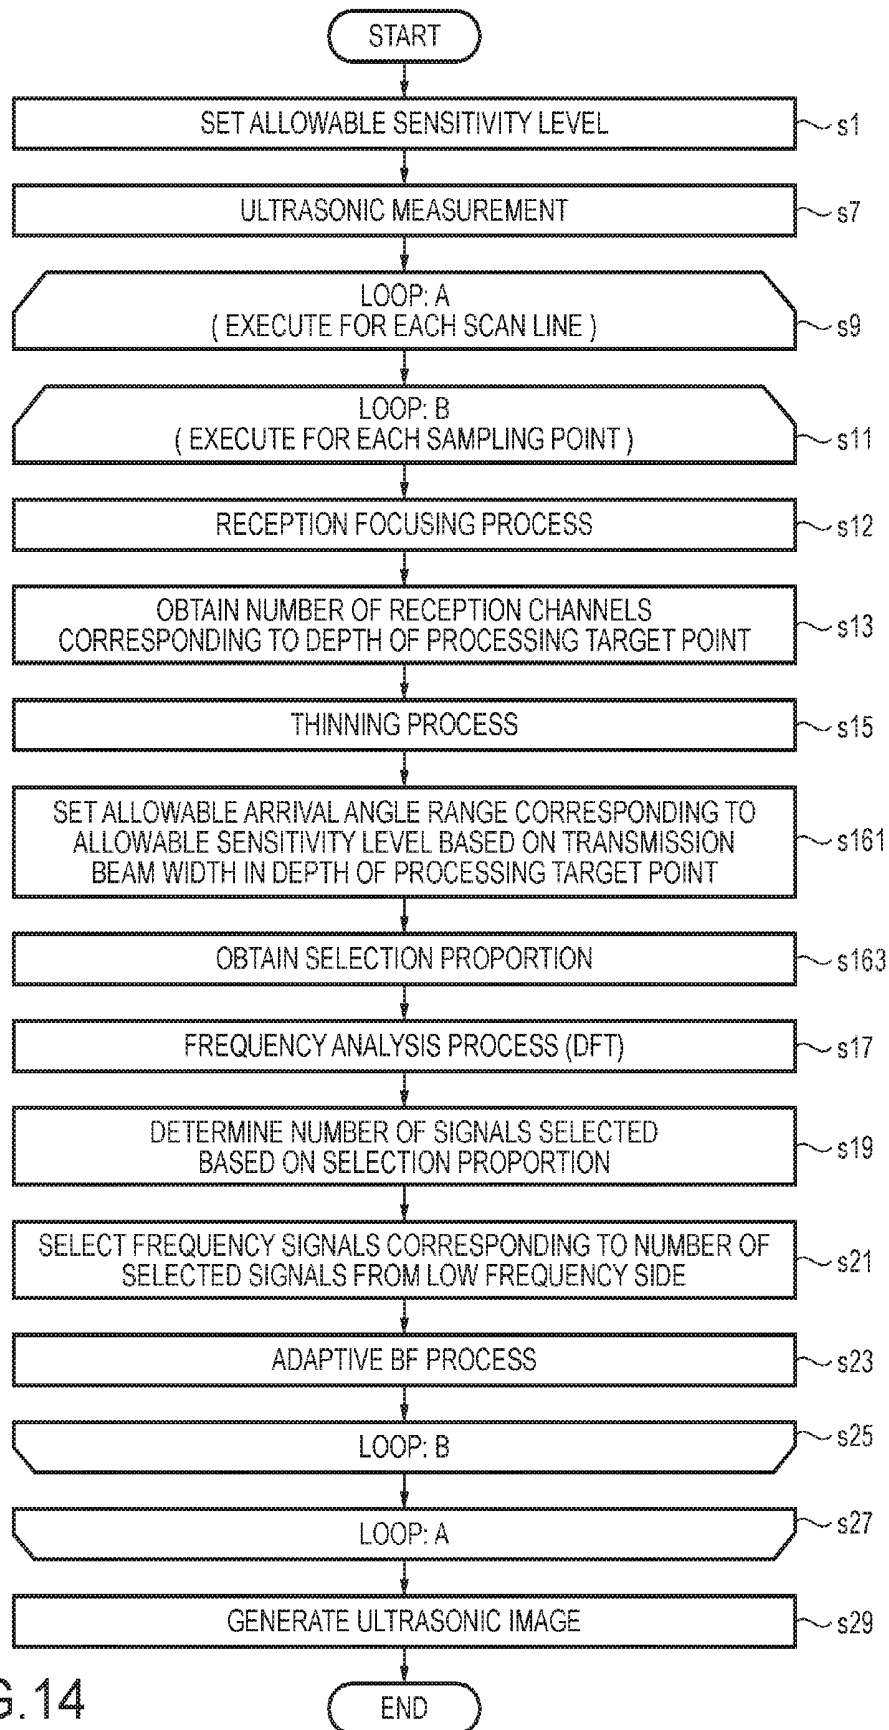 START
SET ALLOWABLE SENSITIVITY LEVEL
s1
ULTRASONIC MEASUREMENT
s7
LOOP: A
( EXECUTE FOR EACH SCAN LINE )
s9
LOOP: B
( EXECUTE FOR EACH SAMPLING POINT )
s11
RECEPTION FOCUSING PROCESS
s12
OBTAIN NUMBER OF RECEPTION CHANNELS
CORRESPONDING TO DEPTH OF PROCESSING TARGET POINT
s13
THINNING PROCESS
s15
SET ALLOWABLE ARRIVAL ANGLE RANGE CORRESPONDING TO
ALLOWABLE SENSITIVITY LEVEL BASED ON TRANSMISSION
BEAM WIDTH IN DEPTH OF PROCESSING TARGET POINT
s161
OBTAIN SELECTION PROPORTION
s163
FREQUENCY ANALYSIS PROCESS (DFT)
s17
DETERMINE NUMBER OF SIGNALS SELECTED
BASED ON SELECTION PROPORTION
s19
SELECT FREQUENCY SIGNALS CORRESPONDING TO NUMBER OF
SELECTED SIGNALS FROM LOW FREQUENCY SIDE
s21
ADAPTIVE BF PROCESS
s23
LOOP: B
s25
LOOP: A
s27
GENERATE ULTRASONIC IMAGE
s29
END
G.14